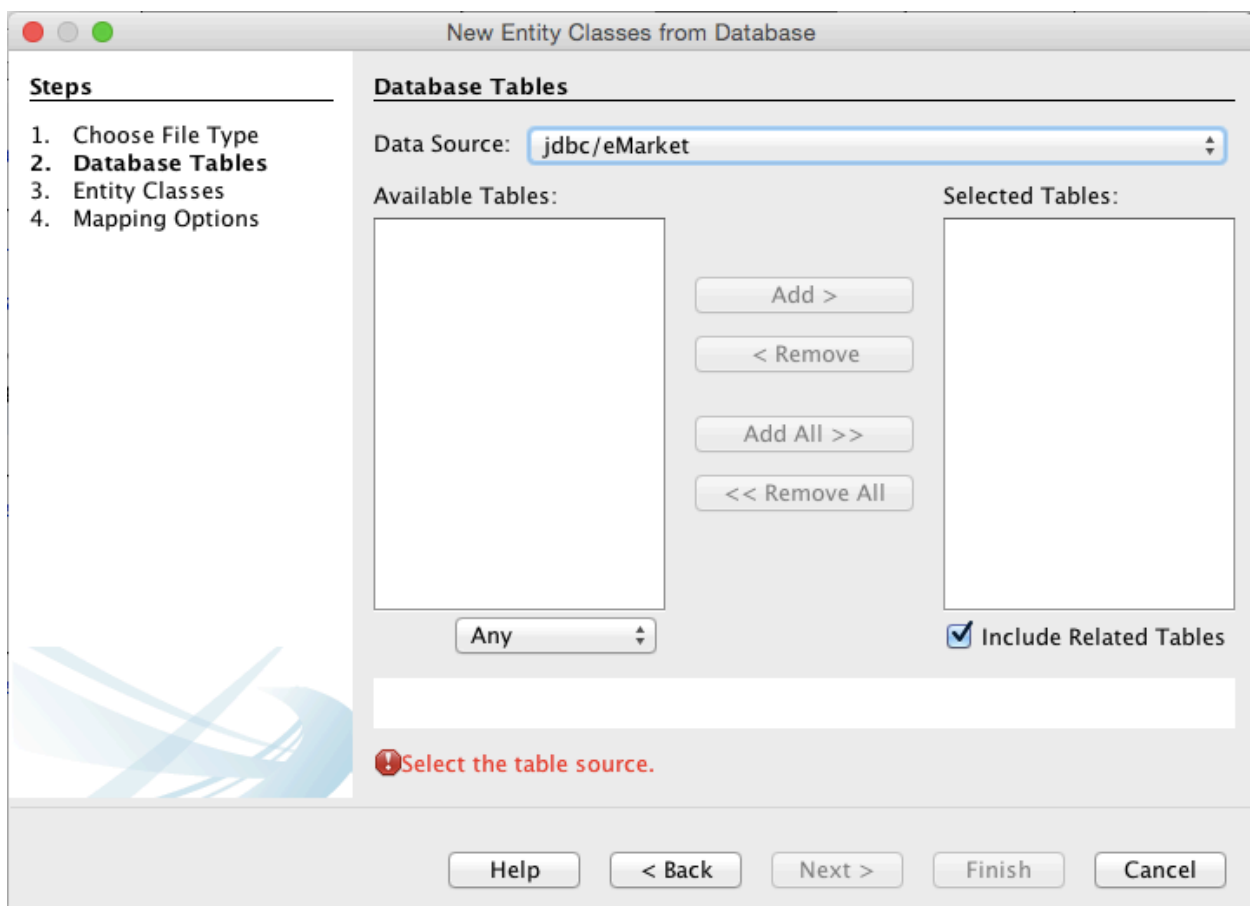 New Entity Classes from Database
Steps
1. Choose File Type
2. Database Tables
3. Entity Classes
4. Mapping Options
Database Tables
Data Source: jdbc/eMarket
Available Tables:
Selected Tables:
Add >
< Remove
Add All >>
<< Remove All
Any
Include Related Tables
Select the table source.
Help
< Back
Next >
Finish
Cancel